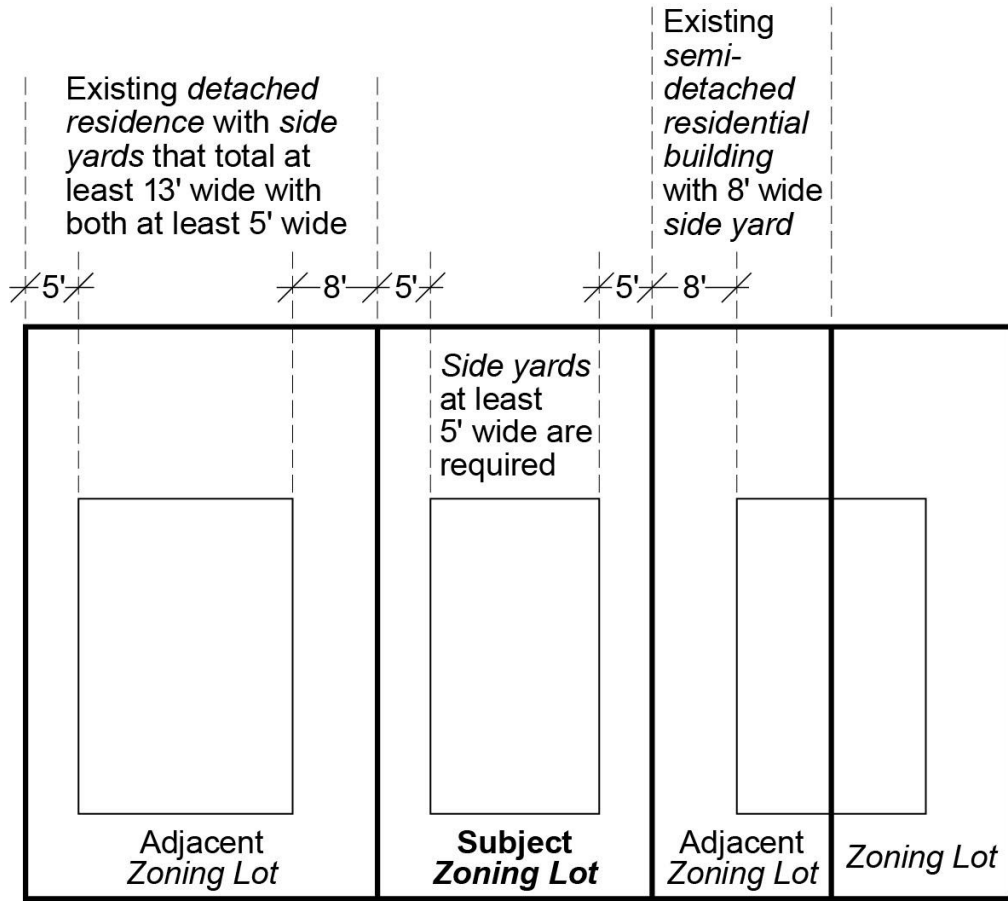 Existing detached
residence with side
yards that total at
least 13' wide with
both at least 5' wide
Existing
semi-
detached
residential
building
with 8' wide
side yard
5'
8'
5'
5'
8'
Side yards
at least
5' wide are
required
Adjacent
Zoning Lot
Subject
Zoning Lot
Adjacent
Zoning Lot
Zoning Lot